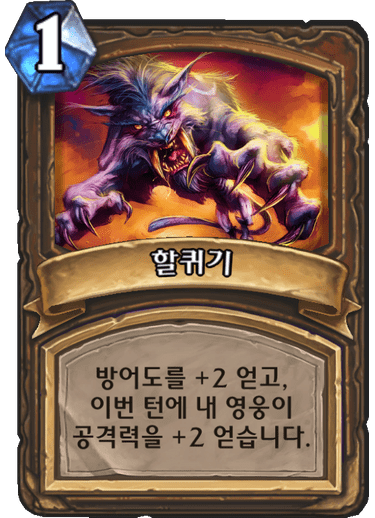 1
할퀴기
방어도를 +2 얻고,
이번 턴에 내 영웅이
공격력을 +2 얻습니다.